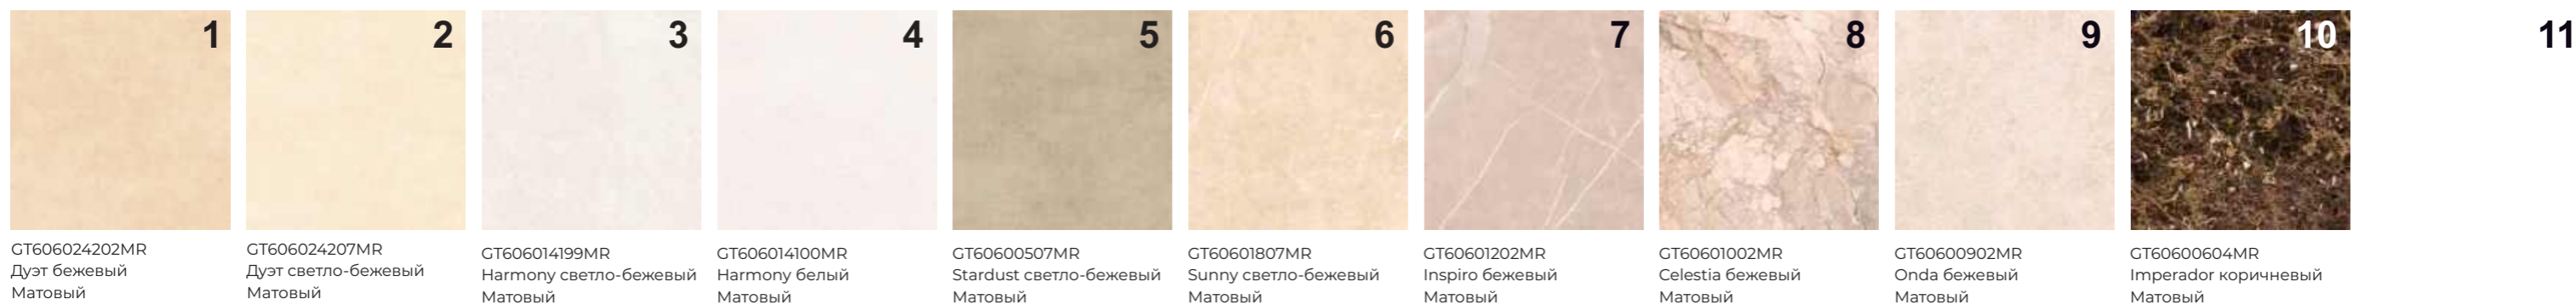 1
2
3
4
5
6
7
8
9
10
11
GT606024202MR
Дуэт бежевый
Матовый
GT606024207MR
Дуэт светло-бежевый
Матовый
GT606014199MR
Harmony светло-бежевый
Матовый
GT606014100MR
Harmony белый
Матовый
GT60600507MR
Stardust светло-бежевый
Матовый
GT60601807MR
Sunny светло-бежевый
Матовый
GT60601202MR
Inspiro бежевый
Матовый
GT60601002MR
Celestia бежевый
Матовый
GT60600902MR
Onda бежевый
Матовый
GT60600604MR
Imperador коричневый
Матовый